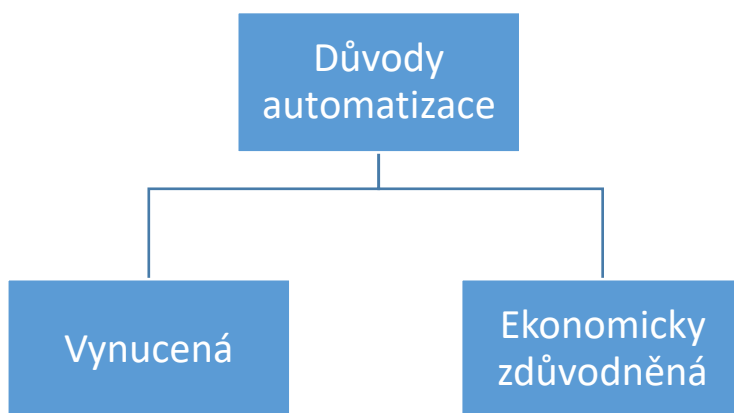 Důvody
automatizace
Vynucená
Ekonomicky
zdůvodněná